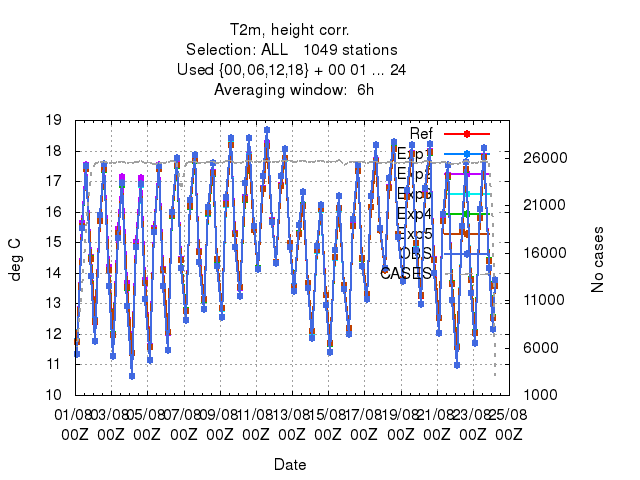 T2m, height corr.
Selection: ALL 1049 stations
Used {00,06,12,18} + 00 01 ... 24
Averaging window: 6h
19
18
17
16
15
14
13
12
11
10
deg C
26000
21000
16000
11000
6000
1000
No cases
Ref
Exp1
Exp2
Exp3
Exp4
Exp5
OBS
CASES
01/08 03/08 05/08 07/08 09/08 11/08 13/08 15/08 17/08 19/08 21/08 23/08 25/08
00Z 00Z 00Z 00Z 00Z 00Z 00Z 00Z 00Z 00Z 00Z 00Z 00Z
Date